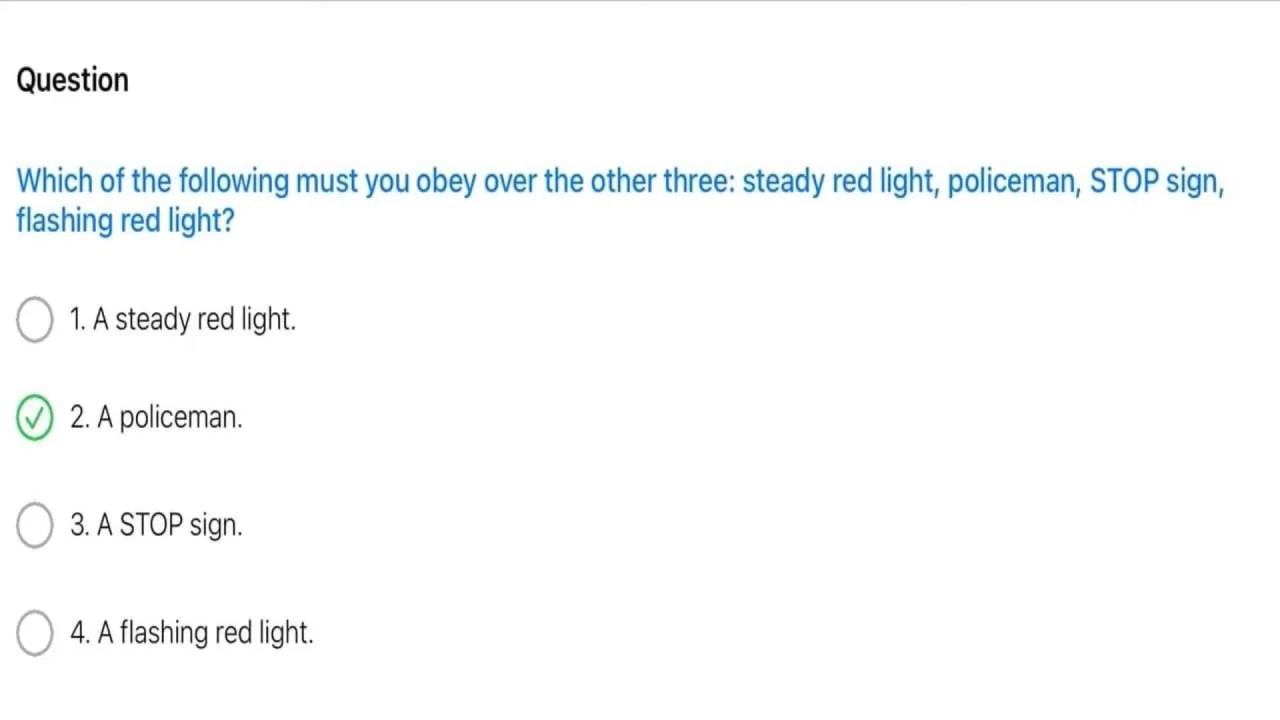 Question
Which of the following must you obey over the other three: steady red light, policeman, STOP sign,
flashing red light?
1. A steady red light.
2. A policeman.
3. A STOP sign.
4. A flashing red light.